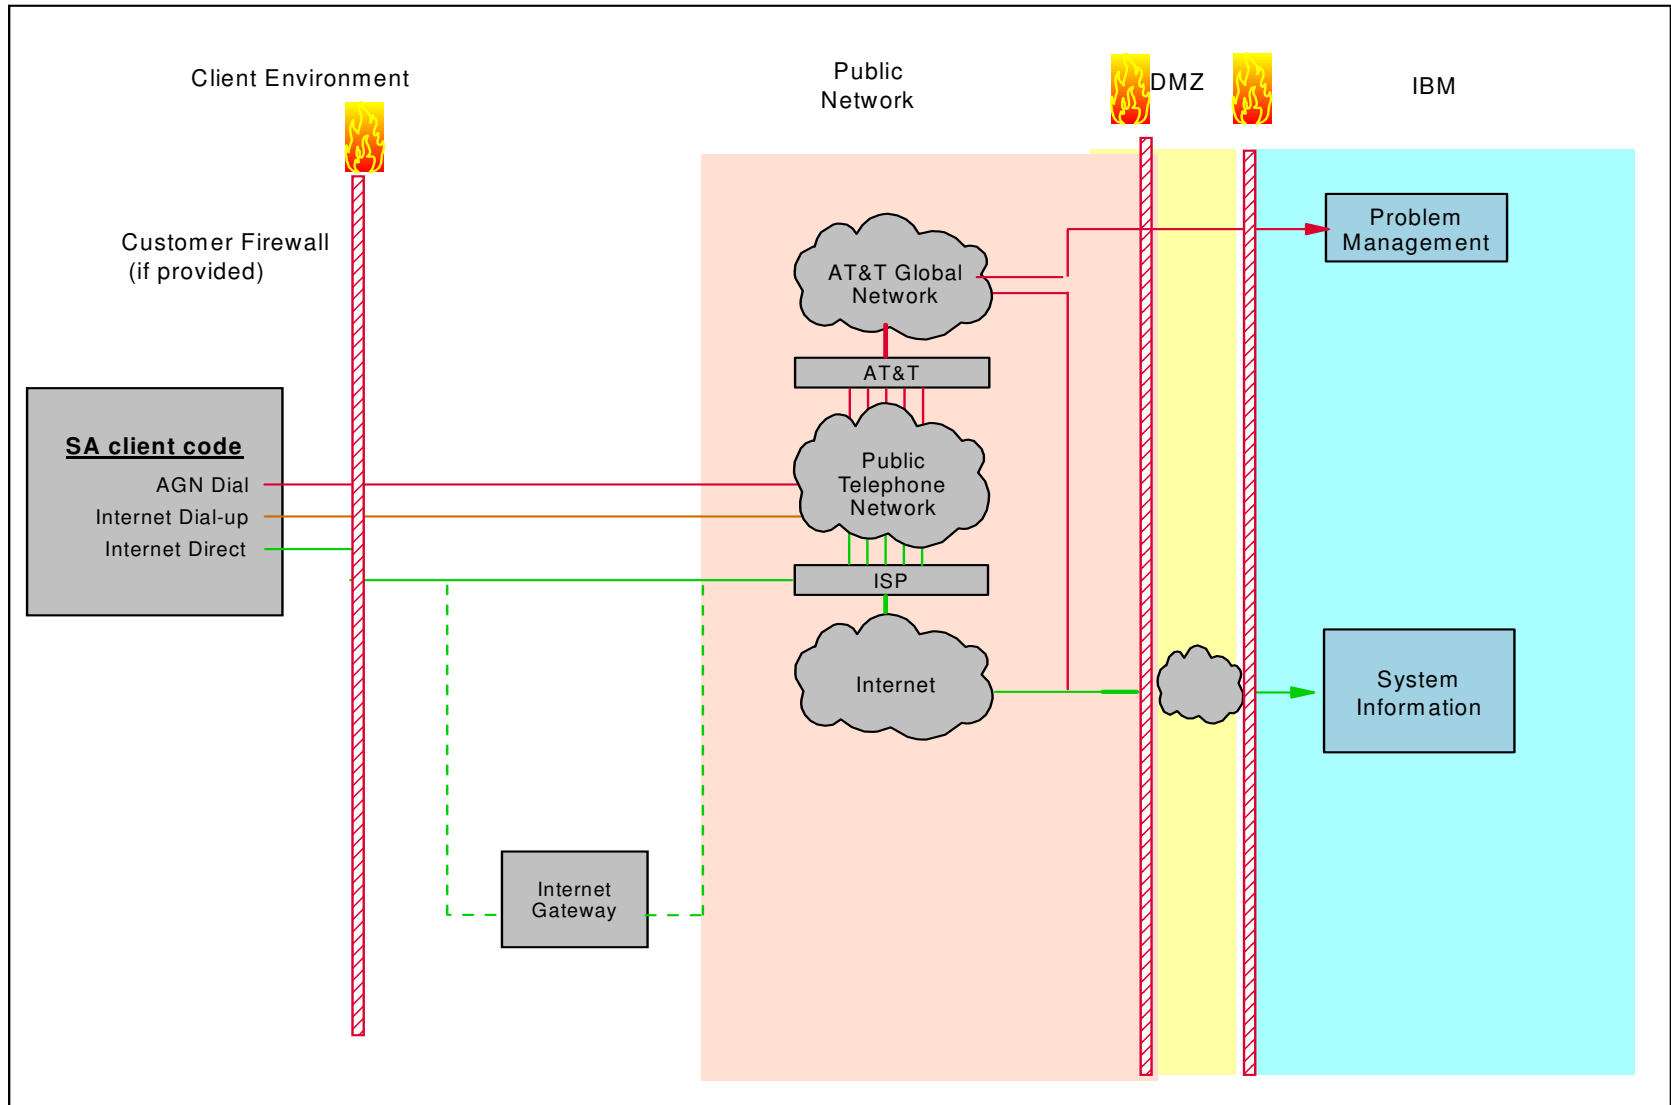 Client Environment
Public
Network
DMZ
IBM
Customer Firewall
(if provided)
Problem
Management
AT&T Global
Network
AT&T
SA client code
AGN Dial
Internet Dial-up
Internet Direct
Public
Telephone
Network
ISP
Internet
System
Information
Internet
Gateway